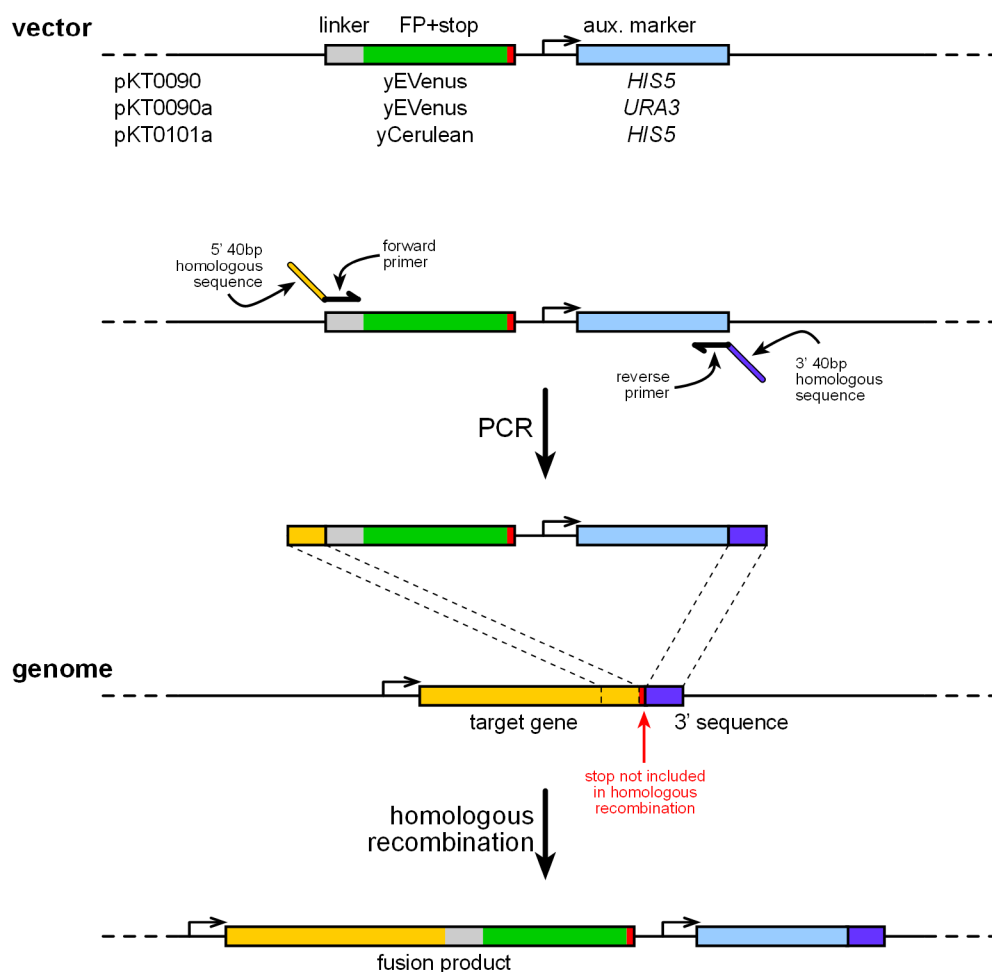 vector
linker FP+stop aux. marker
pKT0090 yEVenus HIS5
pKT0090a yEVenus URA3
pKT0101a yCerulean HIS5
5' 40bp
homologous
sequence
forward
primer
reverse
primer
3' 40bp
homologous
sequence
PCR
genome
target gene
3' sequence
stop not included
in homologous
recombination
homologous
recombination
fusion product